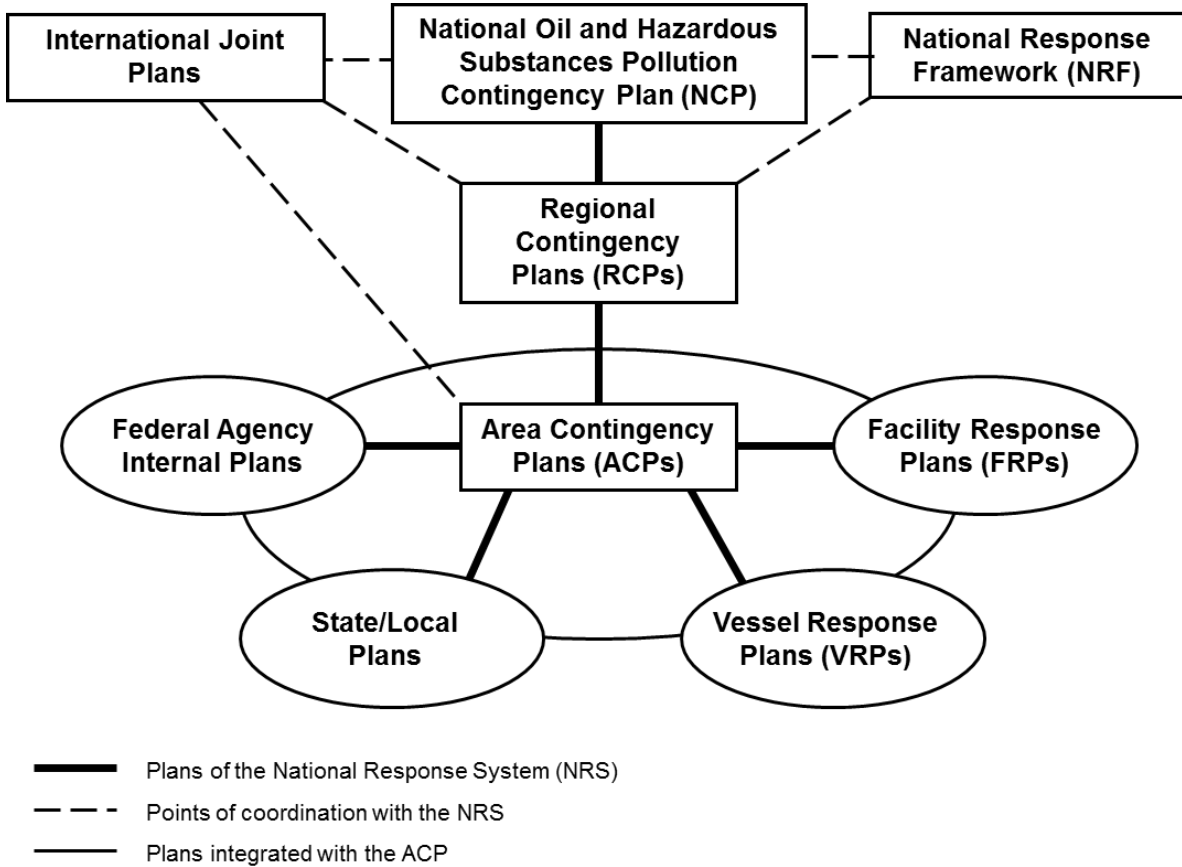 International Joint
Plans
National Oil and Hazardous
Substances Pollution
Contingency Plan (NCP)
National Response
Framework (NRF)
Regional
Contingency
Plans (RCPs)
Federal Agency
Internal Plans
Area Contingency
Plans (ACPs)
Facility Response
Plans (FRPs)
State/Local
Plans
Vessel Response
Plans (VRPs)
Plans of the National Response System (NRS)
Points of coordination with the NRS
Plans integrated with the ACP